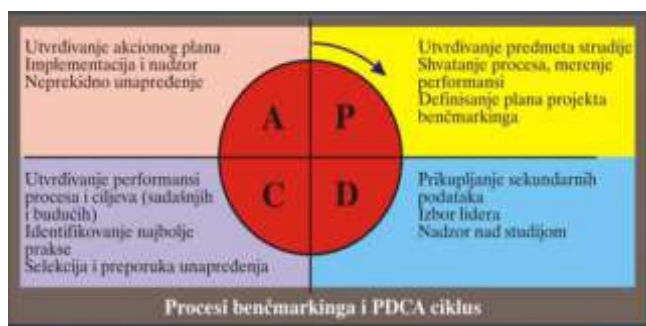 Utvrđivanje akcionog plana
Implementacija i nadzor
Neprekidno unapređenje
Utvrđivanje predmeta strudije
Shvatanje procesa, merenje
performansi
Definisanje plana projekta
benčmarkinga
A
P
C
D
Utvrđivanje performansi
procesa i ciljeva (sadašnjih
i budućih)
Identifikovanje najbolje
prakse
Selekcija i preporuka unapređenja
Prikupljanje sekundarnih
podataka
Izbor lidera
Nadzor nad studijom
Procesi benčmarkinga i PDCA ciklus